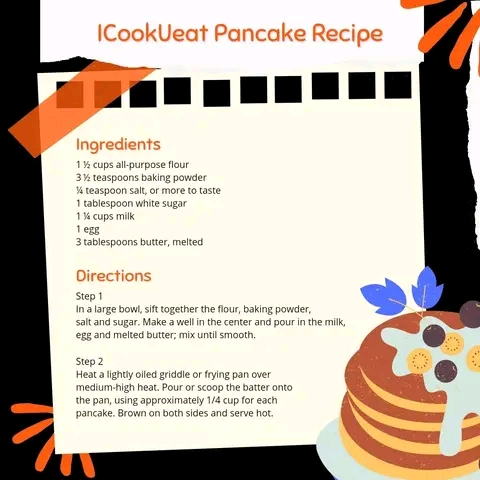 ICookUeat Pancake Recipe
Ingredients
1 ½ cups all-purpose flour
3 ½ teaspoons baking powder
¼ teaspoon salt, or more to taste
1 tablespoon white sugar
1 ¼ cups milk
1 egg
3 tablespoons butter, melted
Directions
Step 1
In a large bowl, sift together the flour, baking powder,
salt and sugar. Make a well in the center and pour in the milk,
egg and melted butter; mix until smooth.
Step 2
Heat a lightly oiled griddle or frying pan over
medium-high heat. Pour or scoop the batter onto
the pan, using approximately 1/4 cup for each
pancake. Brown on both sides and serve hot.